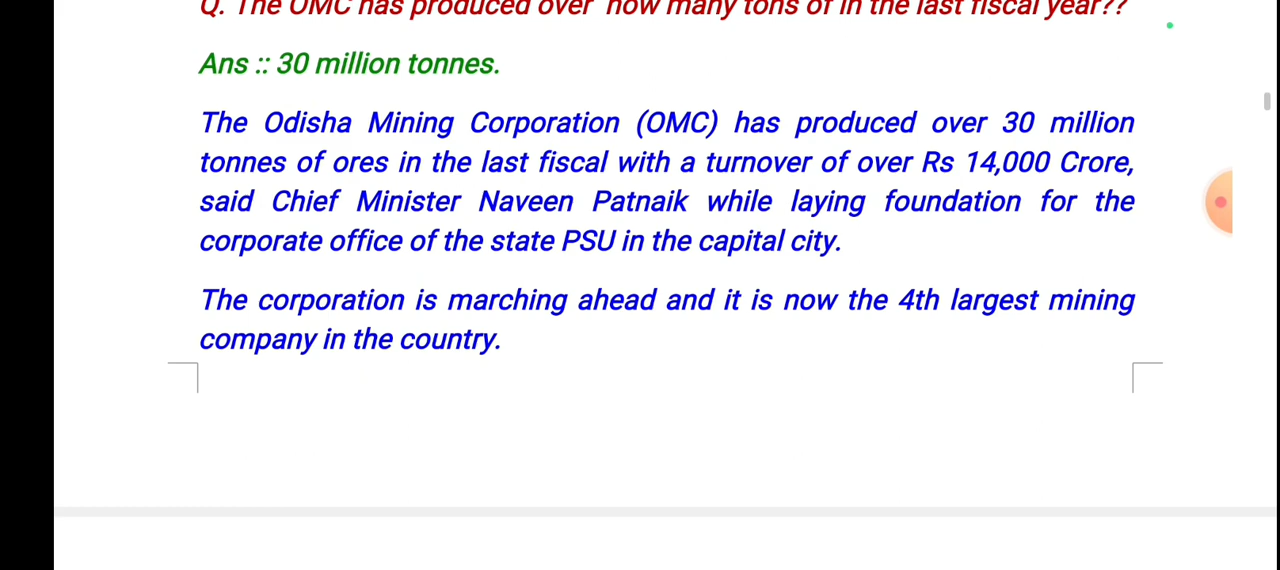 Q. The OMC has produced over how many tons of in the last fiscal year??
Ans :: 30 million tonnes.
The Odisha Mining Corporation (OMC) has produced over 30 million
tonnes of ores in the last fiscal with a turnover of over Rs 14,000 Crore,
said Chief Minister Naveen Patnaik while laying foundation for the
corporate office of the state PSU in the capital city.
The corporation is marching ahead and it is now the 4th largest mining
company in the country.